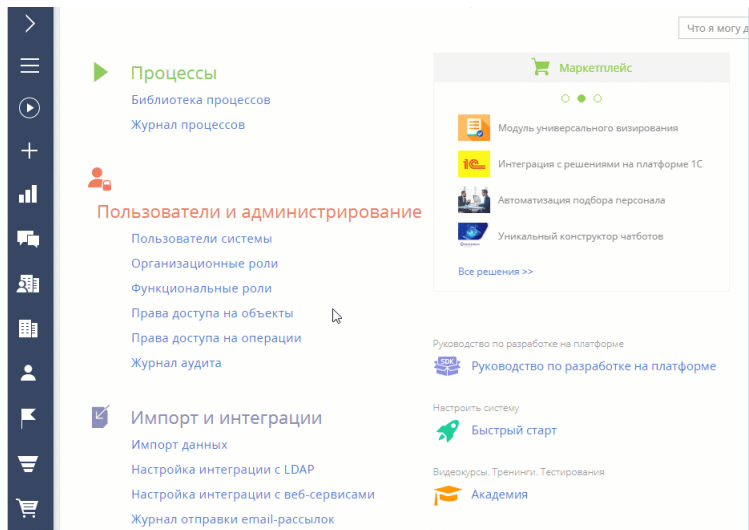 Что я могу д
Процессы
Библиотека процессов
Журнал процессов
Пользователи и администрирование
Пользователи системы
Организационные роли
Функциональные роли
Права доступа на объекты
Права доступа на операции
Журнал аудита
Импорт и интеграции
Импорт данных
Настройка интеграции с LDAP
Настройка интеграции с веб-сервисами
Журнал отправки email-рассылок
Маркетплейс
Модуль универсального визирования
1С
Интеграция с решениями на платформе 1С
Автоматизация подбора персонала
Уникальный конструктор чатботов
Все решения >>
Руководство по разработке на платформе
SDK
Руководство по разработке на платформе
Настроить систему
Быстрый старт
Видеокурсы. Тренинги. Тестирования
Академия